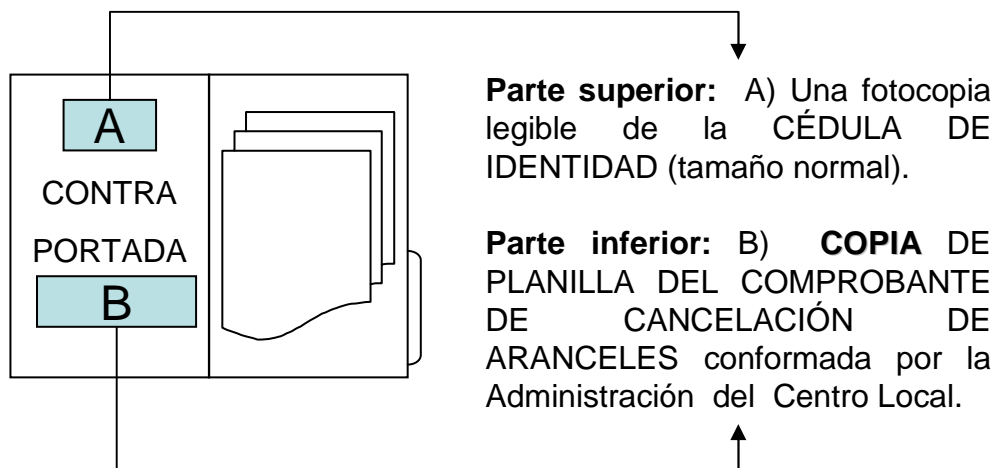 A
CONTRA
PORTADA
B
Parte superior: A) Una fotocopia
legible de la CÉDULA DE
IDENTIDAD (tamaño normal).
Parte inferior: B) COPIA DE
PLANILLA DEL COMPROBANTE
DE CANCELACIÓN DE
ARANCELES conformada por la
Administración del Centro Local.